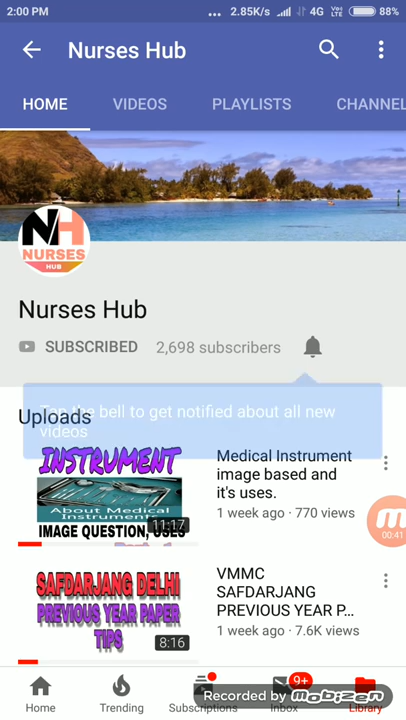 2:00 PM ... 2.85K/s 4G Vo) LTE 88%
Nurses Hub
HOME VIDEOS PLAYLISTS CHANNEL
NH
NURSES
HUB
Nurses Hub
SUBSCRIBED 2,698 subscribers
Tap the bell to get notified about all new
videos
Uploads
INSTRUMENT
About Medical
Instruments
11:17
IMAGE QUESTION, USES
Medical Instrument
image based and
it's uses.
1 week ago · 770 views
00:41
SAFDARJANG DELHI
PREVIOUS YEAR PAPER
TIPS
8:16
VMMC
SAFDARJANG
PREVIOUS YEAR P...
1 week ago · 7.6K views
9+
Home Trending Subscriptions Inbox Library
Recorded by mobizen